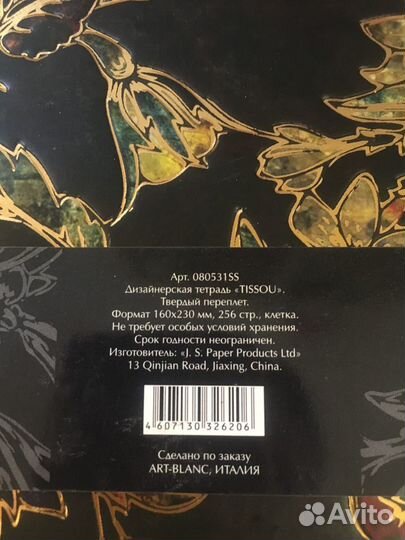 Арт. 080531SS
Дизайнерская тетрадь «TISSOU».
Твердый переплет.
Формат 160x230 мм, 256 стр., клетка.
Не требует особых условий хранения.
Срок годности неограничен.
Изготовитель: «J. S. Paper Products Ltd»
13 Qinjian Road, Jiaxing, China.
4 607130 326206
Сделано по заказу
ART-BLANC, ИТАЛИЯ
Avito